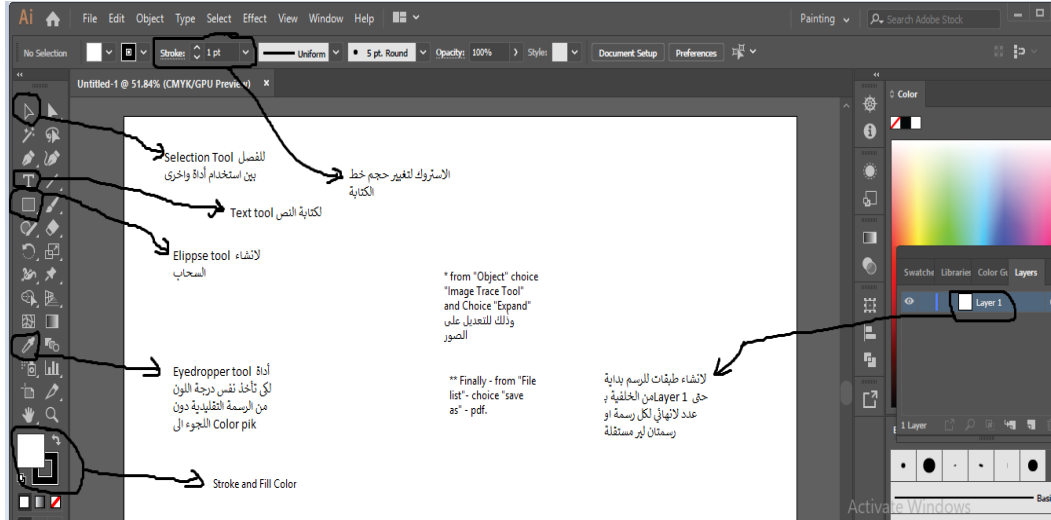 Ai File Edit Object Type Select Effect View Window Help Painting Search Adobe Stock
No Selection Stroke: 1 pt Uniform 5 pt. Round Opacity: 100% Style: Document Setup Preferences
Untitled-1 @ 51.84% (CMYK/GPU Preview) x
Color
Selection Tool للفصل
بين استخدام أداة واخرى
الاستروك لتغيير حجم خط
الكتابة
Text tool لكتابة النص
Elippse tool لانشاء
السحاب
* from "Object" choice
"Image Trace Tool"
and Choice "Expand"
وذلك للتعديل على
الصور
Swatche Libraries Color Gu Layers
Layer 1
Eyedropper tool أداة
لكى تأخذ نفس درجة اللون
من الرسمة التقليدية دون
اللجوء الى Color pik
** Finally - from "File
list"- choice "save
as" - pdf.
لانشاء طبقات للرسم بداية
من الخلفية بـ Layer 1 حتى
عدد لانهائي لكل رسمة او
رسمتان لير مستقلة
1 Layer
Stroke and Fill Color
Basi
Activate Windows